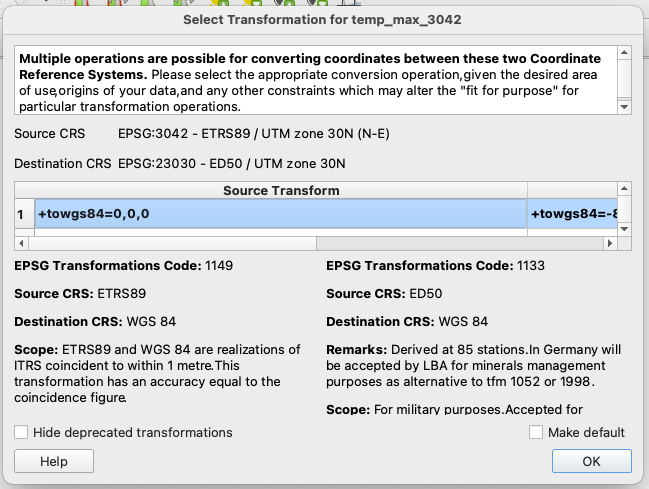 Select Transformation for temp_max_3042
Multiple operations are possible for converting coordinates between these two Coordinate
Reference Systems. Please select the appropriate conversion operation,given the desired area
of use,origins of your data,and any other constraints which may alter the "fit for purpose" for
particular transformation operations.
Source CRS EPSG:3042 - ETRS89 / UTM zone 30N (N-E)
Destination CRS EPSG:23030 - ED50 / UTM zone 30N
Source Transform
1 +towgs84=0,0,0 +towgs84=-8
EPSG Transformations Code: 1149
Source CRS: ETRS89
Destination CRS: WGS 84
Scope: ETRS89 and WGS 84 are realizations of
ITRS coincident to within 1 metre.This
transformation has an accuracy equal to the
coincidence figure.
EPSG Transformations Code: 1133
Source CRS: ED50
Destination CRS: WGS 84
Remarks: Derived at 85 stations.In Germany will
be accepted by LBA for minerals management
purposes as alternative to tfm 1052 or 1998.
Scope: For military purposes.Accepted for
Hide deprecated transformations
Make default
Help
OK